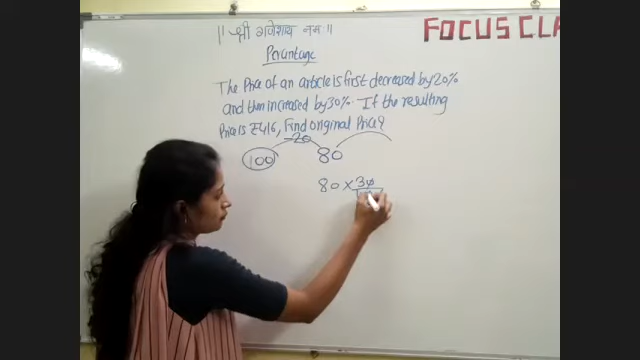 ॥ श्री गणेशाय नमः ॥
FOCUS CLA
Percentage
The Price of an article is first decreased by 20%
and then increased by 30%. If the resulting
Price is ₹416, Find original Price?
-20
100 80
80 × 30